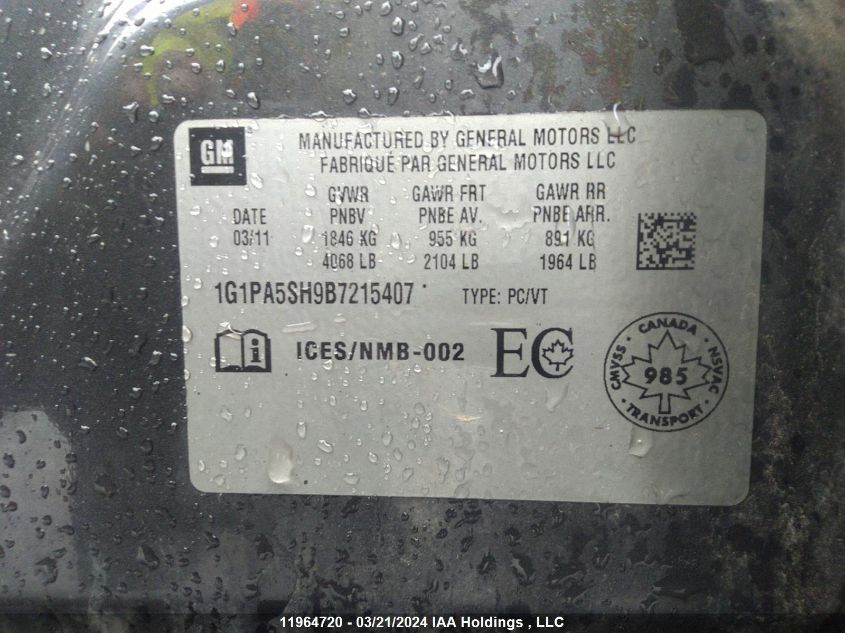 GM
MANUFACTURED BY GENERAL MOTORS LLC
FABRIQUÉ PAR GENERAL MOTORS LLC
GVWR GAWR FRT GAWR RR
DATE PNBV PNBE AV. PNBE ARR.
03/11 1846 KG 955 KG 891 KG
4068 LB 2104 LB 1964 LB
1G1PA5SH9B7215407 TYPE: PC/VT
i ICES/NMB-002 EC
CANADA
CMVSS 985 NSVAC
TRANSPORT
11964720 - 03/21/2024 IAA Holdings , LLC